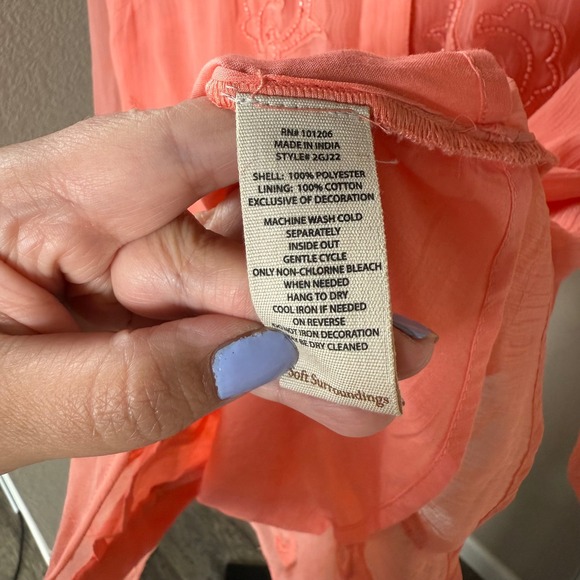 RN# 101206
MADE IN INDIA
STYLE# 2GJ22
SHELL: 100% POLYESTER
LINING: 100% COTTON
EXCLUSIVE OF DECORATION
MACHINE WASH COLD
SEPARATELY
INSIDE OUT
GENTLE CYCLE
ONLY NON-CHLORINE BLEACH
WHEN NEEDED
HANG TO DRY
COOL IRON IF NEEDED
ON REVERSE
NOT IRON DECORATION
BE DRY CLEANED
Soft Surroundings